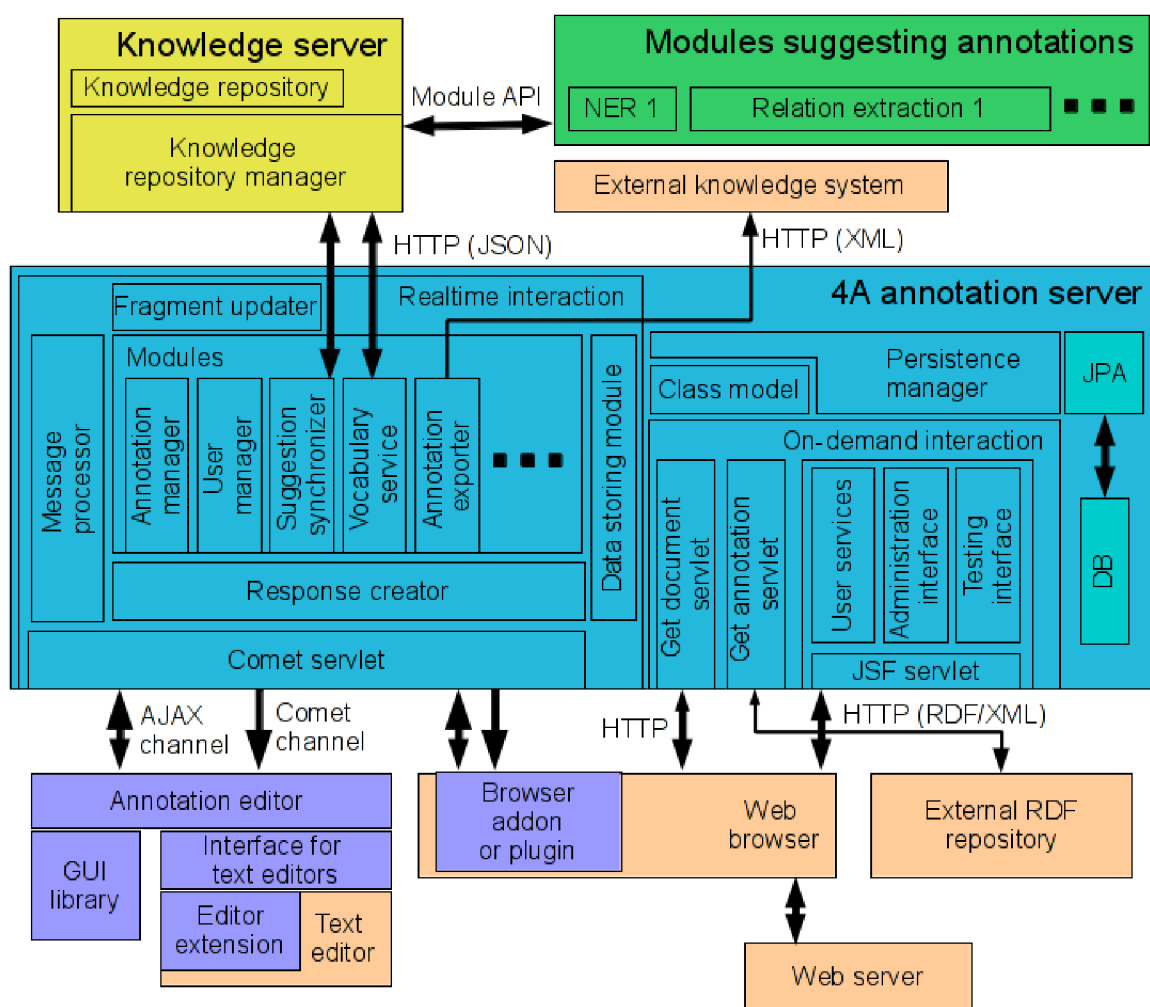 Knowledge server
Knowledge repository
Knowledge
repository manager
Module API
Modules suggesting annotations
NER 1
Relation extraction 1
External knowledge system
HTTP (JSON)
HTTP (XML)
4A annotation server
Realtime interaction
Fragment updater
Message
processor
Modules
Annotation
manager
User
manager
Suggestion
synchronizer
Vocabulary
service
Annotation
exporter
Data storing module
Response creator
Comet servlet
Persistence
manager
Class model
JPA
DB
On-demand interaction
Get document
servlet
Get annotation
servlet
User services
Administration
interface
Testing
interface
JSF servlet
AJAX
channel
Comet
channel
HTTP
HTTP (RDF/XML)
Annotation editor
GUI
library
Interface for
text editors
Editor
extension
Text
editor
Browser
addon
or plugin
Web
browser
External RDF
repository
Web server